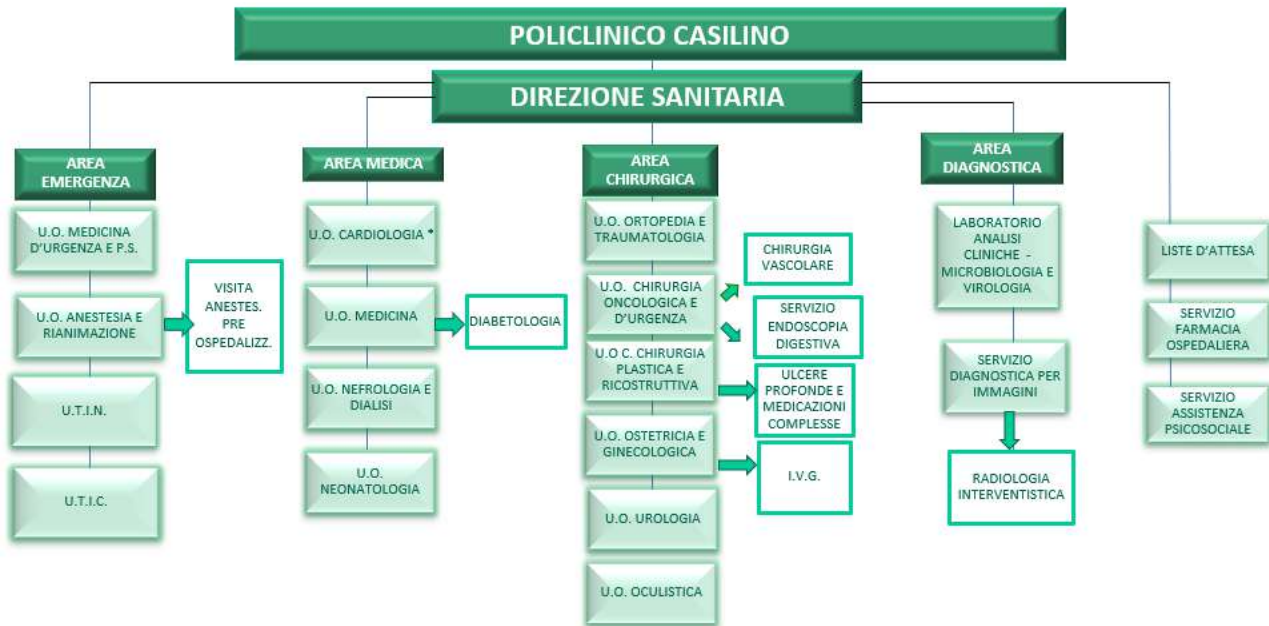 POLICLINICO CASILINO
DIREZIONE SANITARIA
AREA
EMERGENZA
U.O. MEDICINA
D'URGENZA E P.S.
U.O. ANESTESIA E
RIANIMAZIONE
VISITA
ANESTES.
PRE
OSPEDALIZZ.
U.T.I.N.
U.T.I.C.
AREA MEDICA
U.O. CARDIOLOGIA *
U.O. MEDICINA
DIABETOLOGIA
U.O. NEFROLOGIA E
DIALISI
U.O.
NEONATOLOGIA
AREA
CHIRURGICA
U.O. ORTOPEDIA E
TRAUMATOLOGIA
U.O. CHIRURGIA
ONCOLOGICA E
D'URGENZA
CHIRURGIA
VASCOLARE
SERVIZIO
ENDOSCOPIA
DIGESTIVA
U.O C. CHIRURGIA
PLASTICA E
RICOSTRUTTIVA
ULCERE
PROFONDE E
MEDICAZIONI
COMPLESSE
U.O. OSTETRICIA E
GINECOLOGICA
I.V.G.
U.O. UROLOGIA
U.O. OCULISTICA
AREA
DIAGNOSTICA
LABORATORIO
ANALISI
CLINICHE -
MICROBIOLOGIA E
VIROLOGIA
SERVIZIO
DIAGNOSTICA PER
IMMAGINI
RADIOLOGIA
INTERVENTISTICA
LISTE D'ATTESA
SERVIZIO
FARMACIA
OSPEDALIERA
SERVIZIO
ASSISTENZA
PSICOSOCIALE